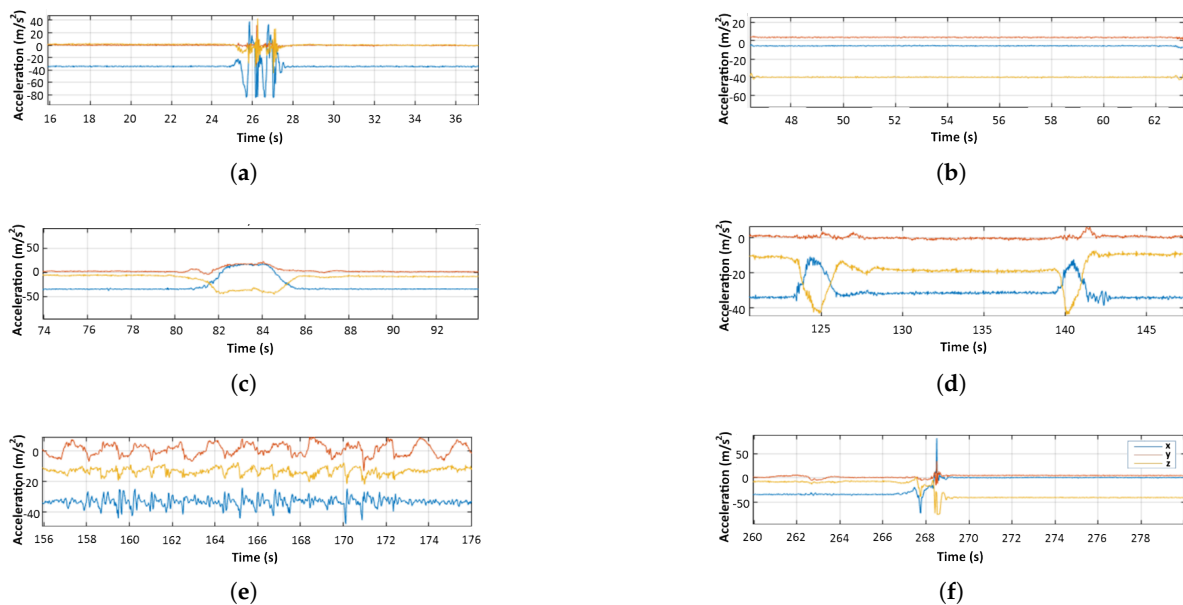 Acceleration (m/s²)
40
20
0
-20
-40
-60
-80
16 18 20 22 24 26 28 30 32 34 36
Time (s)
(a)
Acceleration (m/s²)
20
0
-20
-40
-60
48 50 52 54 56 58 60 62
Time (s)
(b)
Acceleration (m/s²)
50
0
-50
74 76 78 80 82 84 86 88 90 92
Time (s)
(c)
Acceleration (m/s²)
0
-20
-40
125 130 135 140 145
Time (s)
(d)
Acceleration (m/s²)
0
-20
-40
156 158 160 162 164 166 168 170 172 174 176
Time (s)
(e)
Acceleration (m/s²)
50
0
-50
x
y
z
260 262 264 266 268 270 272 274 276 278
Time (s)
(f)